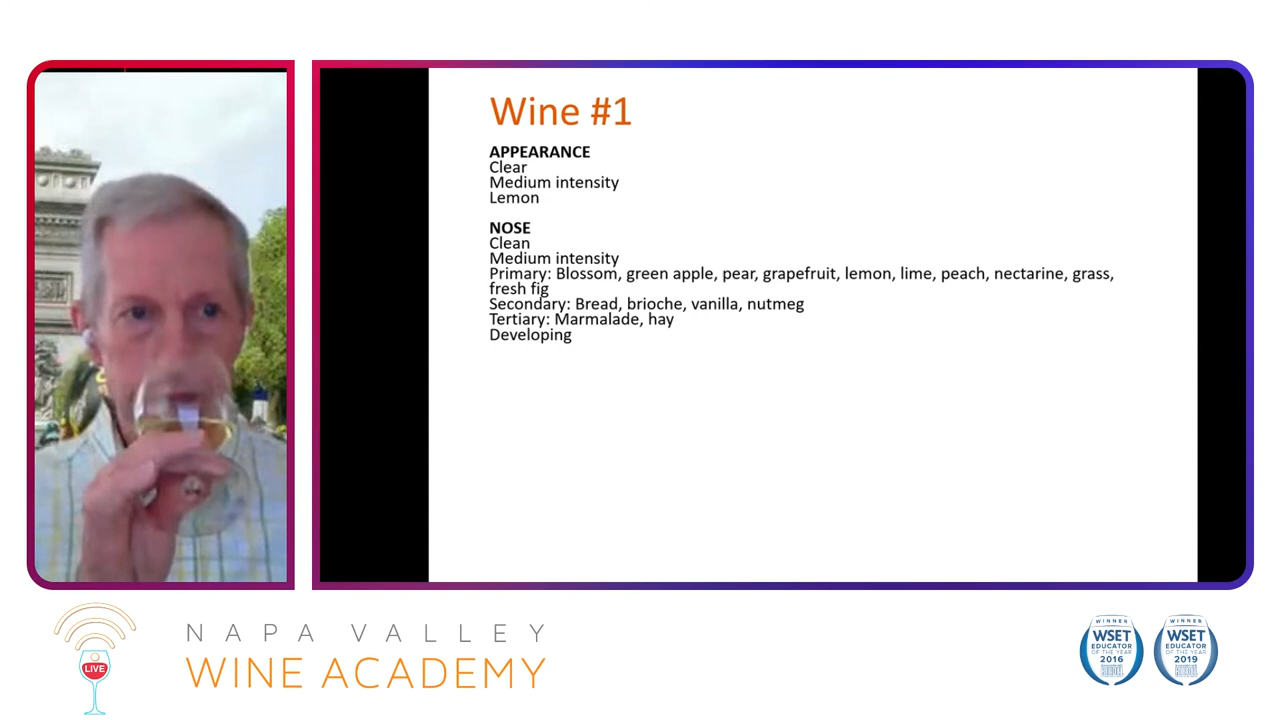 Wine #1
APPEARANCE
Clear
Medium intensity
Lemon
NOSE
Clean
Medium intensity
Primary: Blossom, green apple, pear, grapefruit, lemon, lime, peach, nectarine, grass,
fresh fig
Secondary: Bread, brioche, vanilla, nutmeg
Tertiary: Marmalade, hay
Developing
LIVE
NAPA VALLEY
WINE ACADEMY
WINNER
WSET
EDUCATOR
OF THE YEAR
2016
WINNER
WSET
EDUCATOR
OF THE YEAR
2019